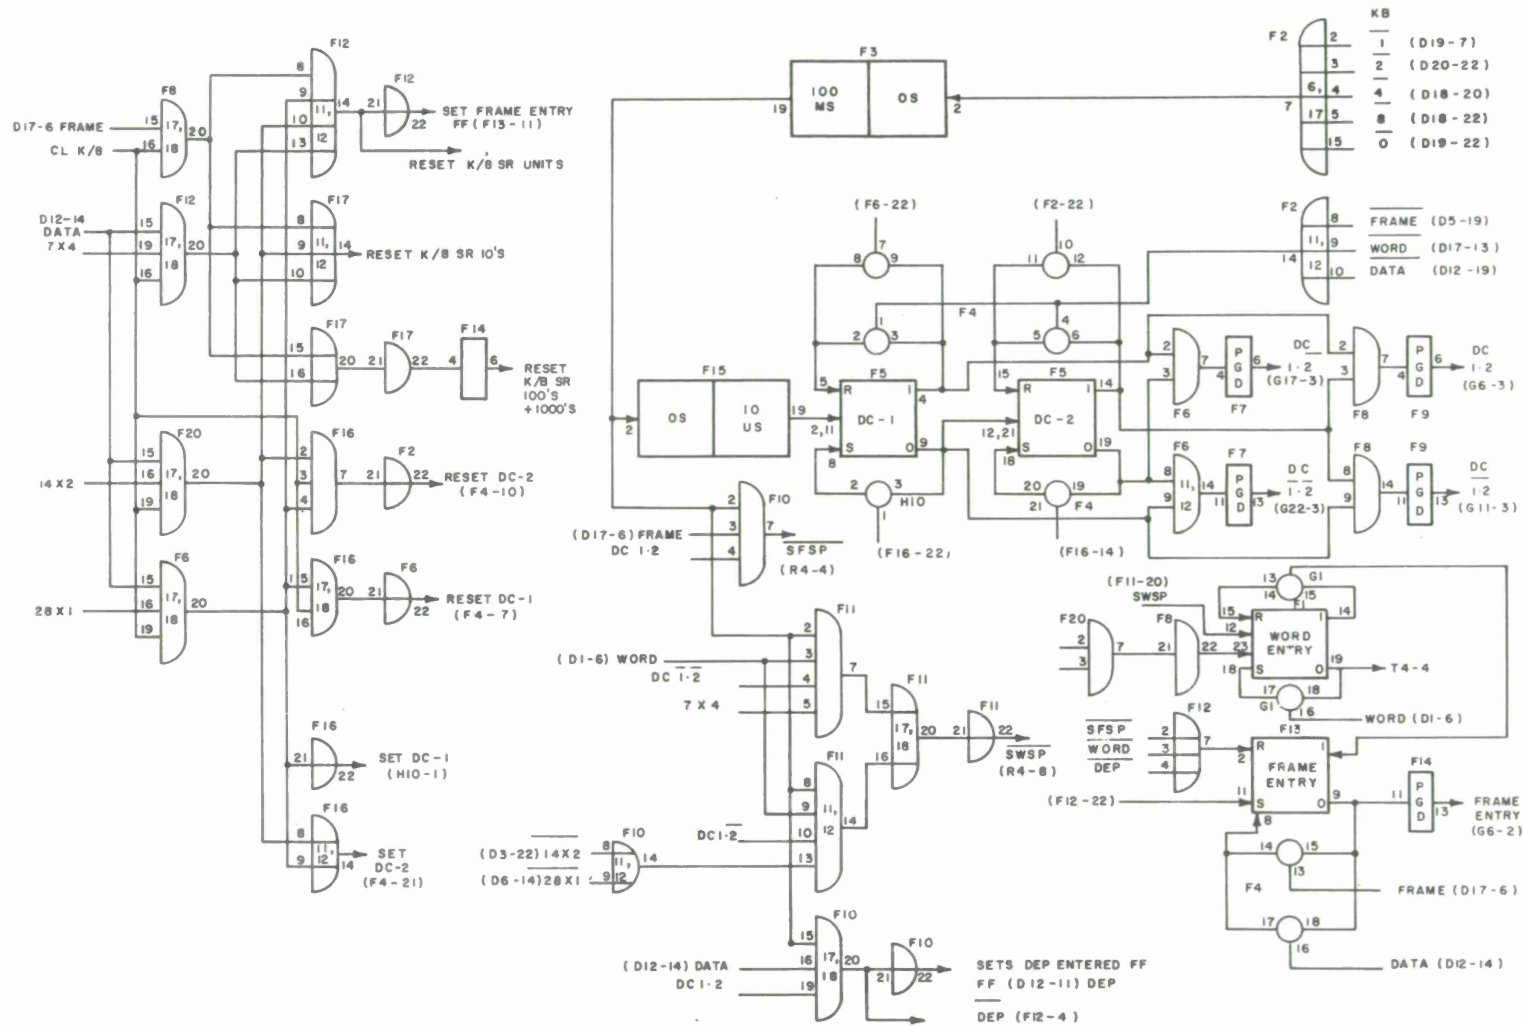 F12
F8
D17-6 FRAME
CL K/8
15
16
17,
18
20
8
9
10
13
11,
12
14
F12
21
22
SET FRAME ENTRY
FF (F13-11)
RESET K/8 SR UNITS
D12-14
DATA
7X4
F12
15
19
16
17,
18
20
F17
8
9
10
11,
12
14
RESET K/8 SR 10'S
F17
15
16
20
F17
21
22
F14
4
6
RESET
K/B SR
100'S
+1000'S
F20
14X2
15
16
19
17,
18
20
F16
2
3
4
7
F2
21
22
RESET DC-2
(F4-10)
F6
28X1
15
16
19
17,
18
20
F16
15
16
17,
18
20
F6
21
22
RESET DC-1
(F4-7)
F16
21
22
SET DC-1
(H10-1)
F16
8
9
11,
12
14
SET
DC-2
(F4-21)
F3
100
MS
OS
19
2
F2
KB
2
1 (D19-7)
3
2 (D20-22)
6,
4
4 (D18-20)
7
17
5
8 (D18-22)
15
0 (D19-22)
F2
8
FRAME (D5-19)
11,
9
WORD (D17-13)
14
12
10
DATA (D12-19)
(F6-22)
7
8
9
(F2-22)
10
11
12
1
2
3
F4
4
5
6
F15
OS
10
US
2
19
F5
5
R
1
4
DC-1
2,11
S
O
9
8
F5
15
R
1
14
DC-2
12,21
S
O
19
18
2
3
H10
1
(F16-22)
20
19
21
F4
(F16-14)
2
3
7
F6
P
G
D
4
6
F7
DC
1·2
(G17-3)
2
3
7
F8
P
G
D
4
6
F9
DC
1·2
(G6-3)
F6
8
9
11,
12
14
F7
P
G
D
11
13
DC
1·2
(G22-3)
F8
8
9
14
F9
P
G
D
11
13
DC
1·2
(G11-3)
F10
2
3
4
7
(D17-6) FRAME
DC 1·2
SFSP
(R4-4)
F11
2
3
4
5
7
(D1-6) WORD
DC 1·2
7 X 4
F11
15
16
17,
18
20
F11
21
22
SWSP
(R4-8)
F11
8
9
10
13
11,
12
14
DC1·2
(D3-22) 14X2
(D6-14) 28X1
F10
8
9
11,
12
14
F10
15
16
19
17,
18
20
(D12-14) DATA
DC1·2
F10
21
22
SETS DEP ENTERED FF
FF (D12-11) DEP
DEP (F12-4)
(F11-20)
SWSP
13
G1
14
15
15
R
1
14
12
WORD
ENTRY
23
18
S
O
19
T4-4
17
18
G1
16
WORD (D1-6)
F20
2
3
7
F8
21
22
F12
SFSP
WORD
DEP
2
3
4
7
F13
R
1
2
FRAME
ENTRY
(F12-22)
11
S
O
9
8
F14
P
G
D
11
13
FRAME
ENTRY
(G6-2)
14
15
13
F4
FRAME (D17-6)
17
18
16
DATA (D12-14)